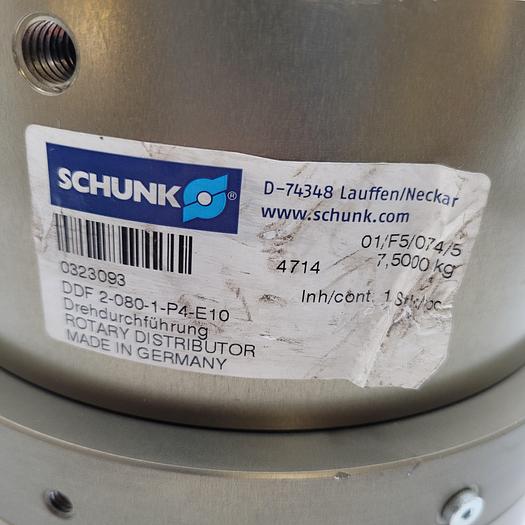 SCHUNK ®
D-74348 Lauffen/Neckar
www.schunk.com
01/F5/074/5
4714 7,5000 kg
0323093
Inh/cont. 1
DDF 2-080-1-P4-E10
Drehdurchführung
ROTARY DISTRIBUTOR
MADE IN GERMANY